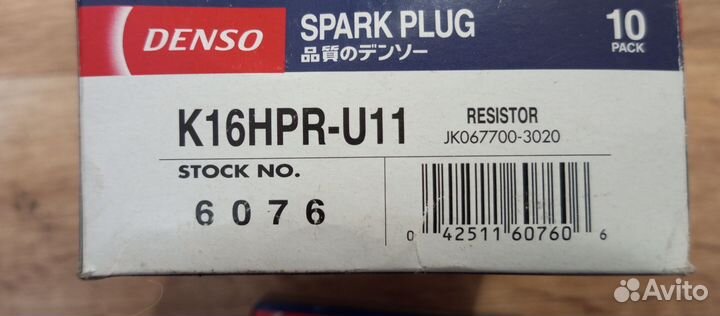 DENSO
SPARK PLUG
品質のデンソー
10
PACK
K16HPR-U11
RESISTOR
JK067700-3020
STOCK NO.
6076
0 42511 60760 6
Avito